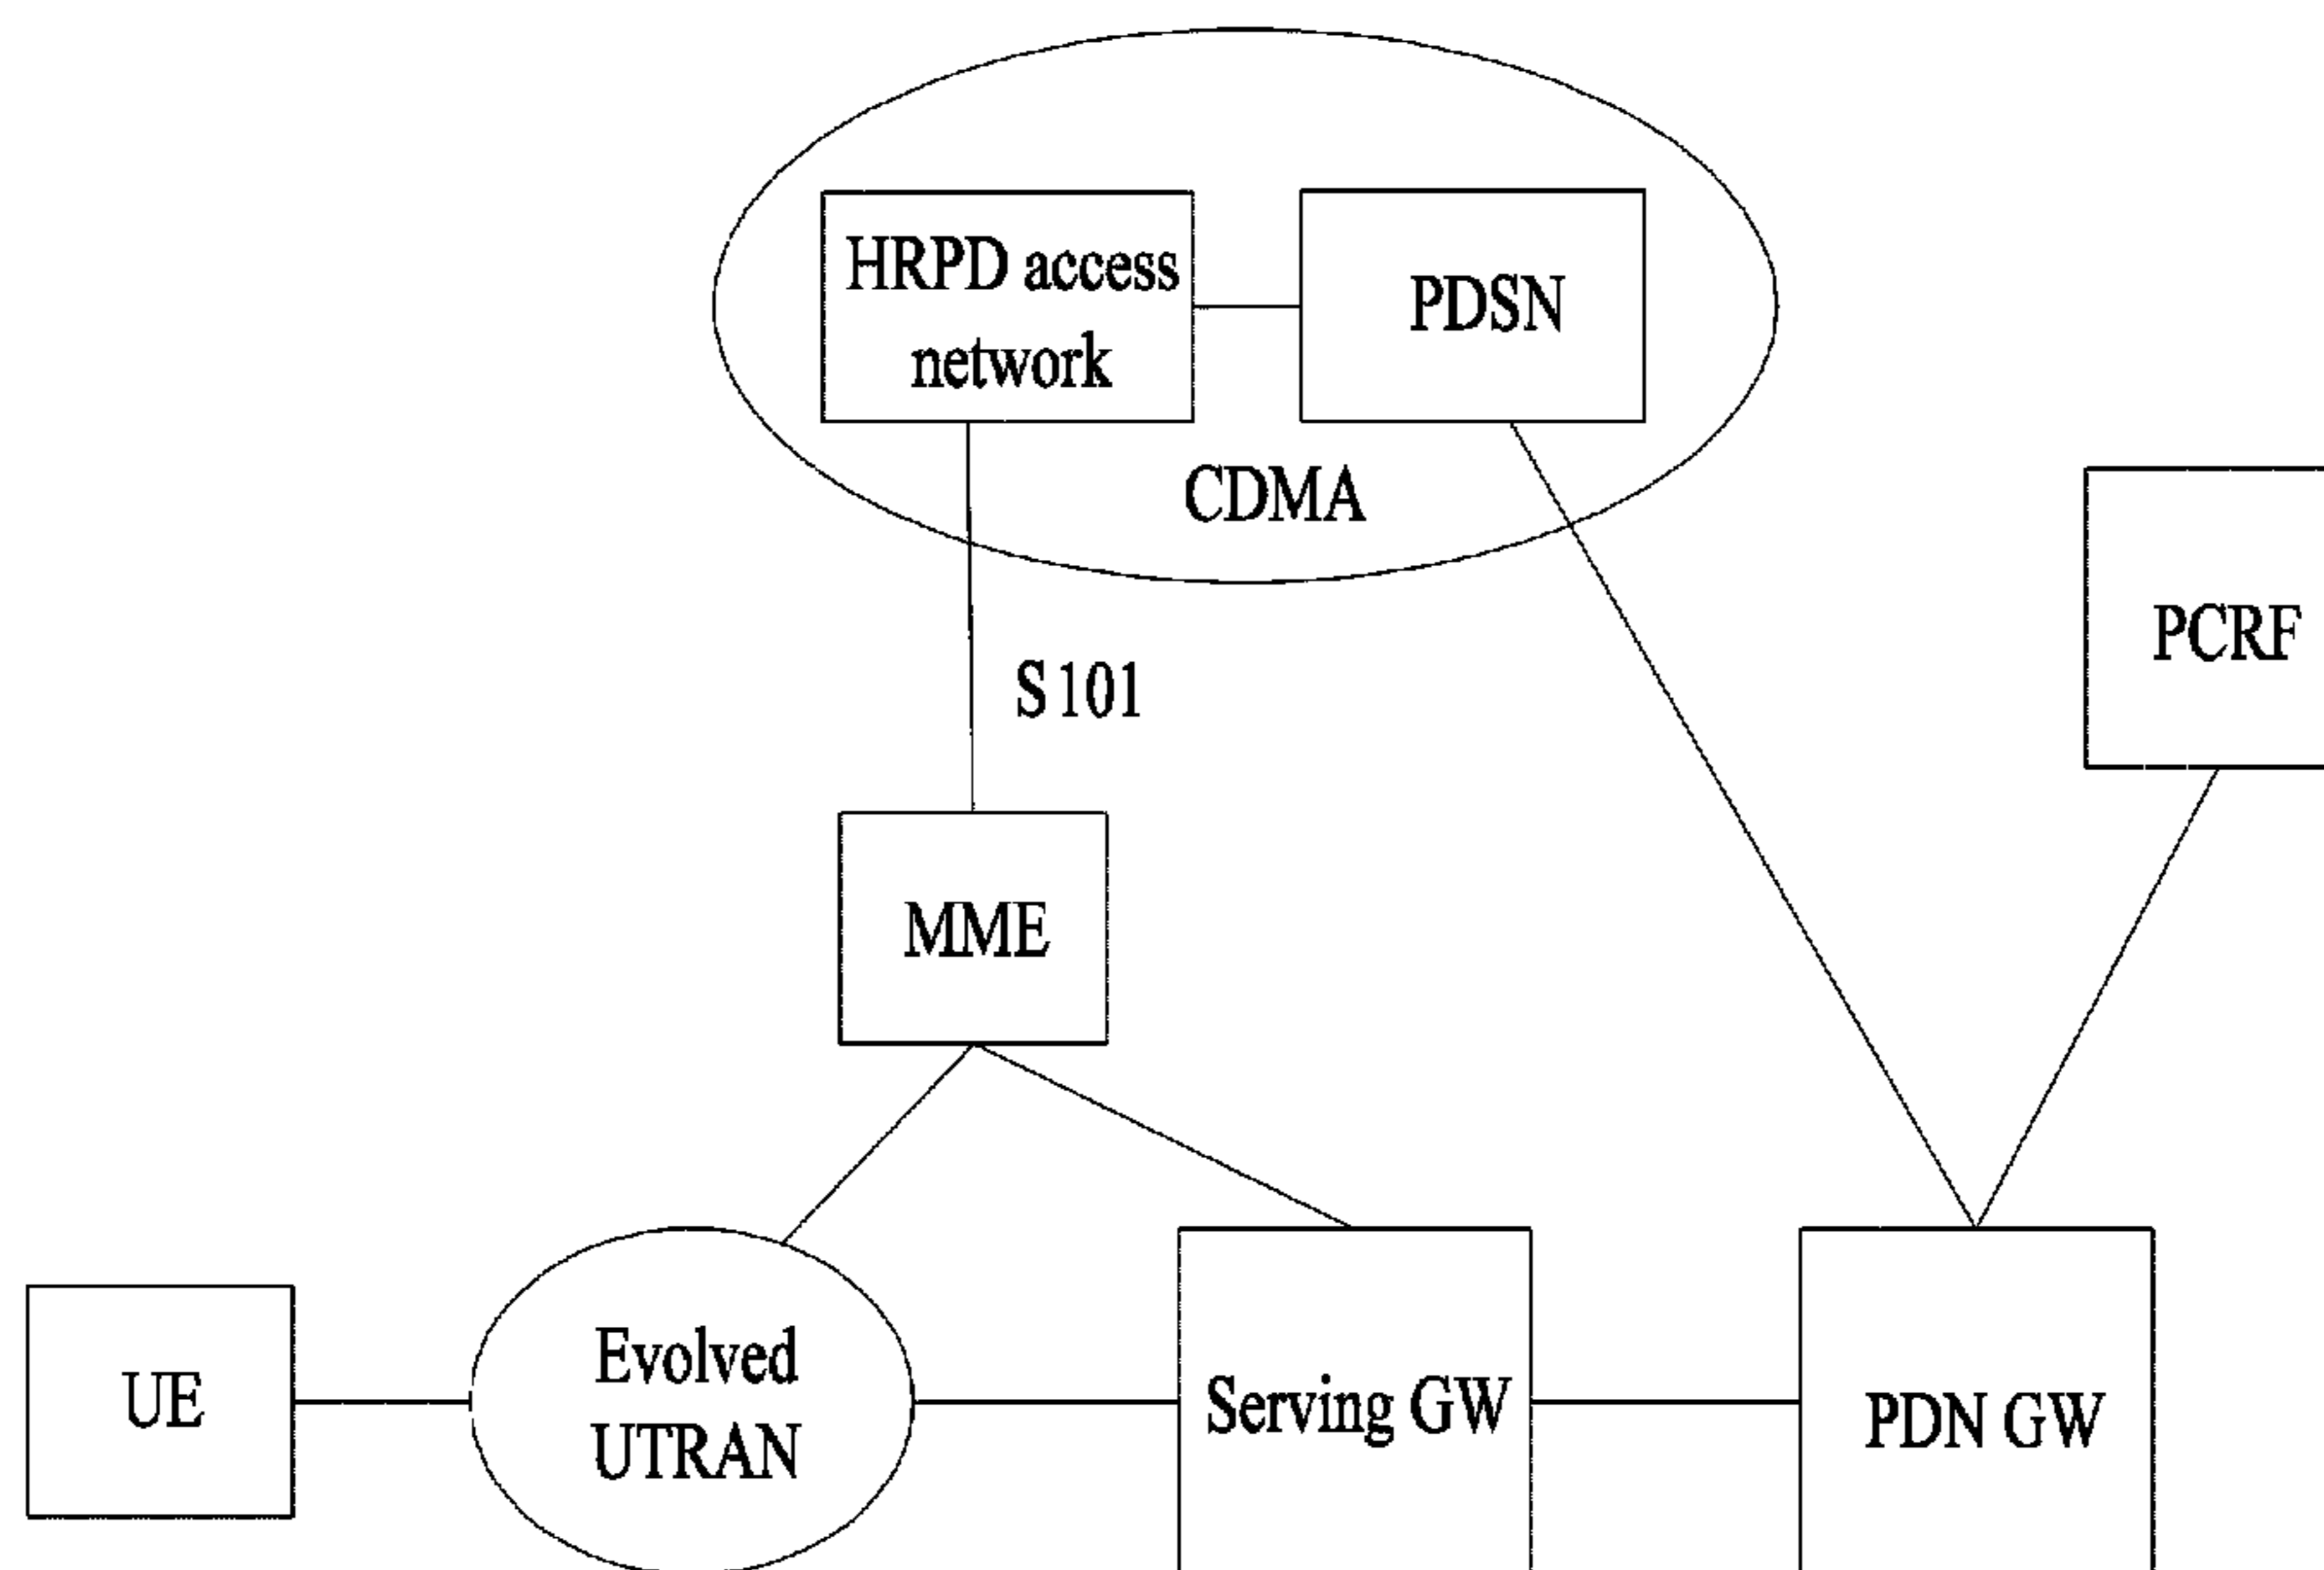 HRPD access
network
PDSN
CDMA
PCRF
S101
MME
UE
Evolved
UTRAN
Serving GW
PDN GW